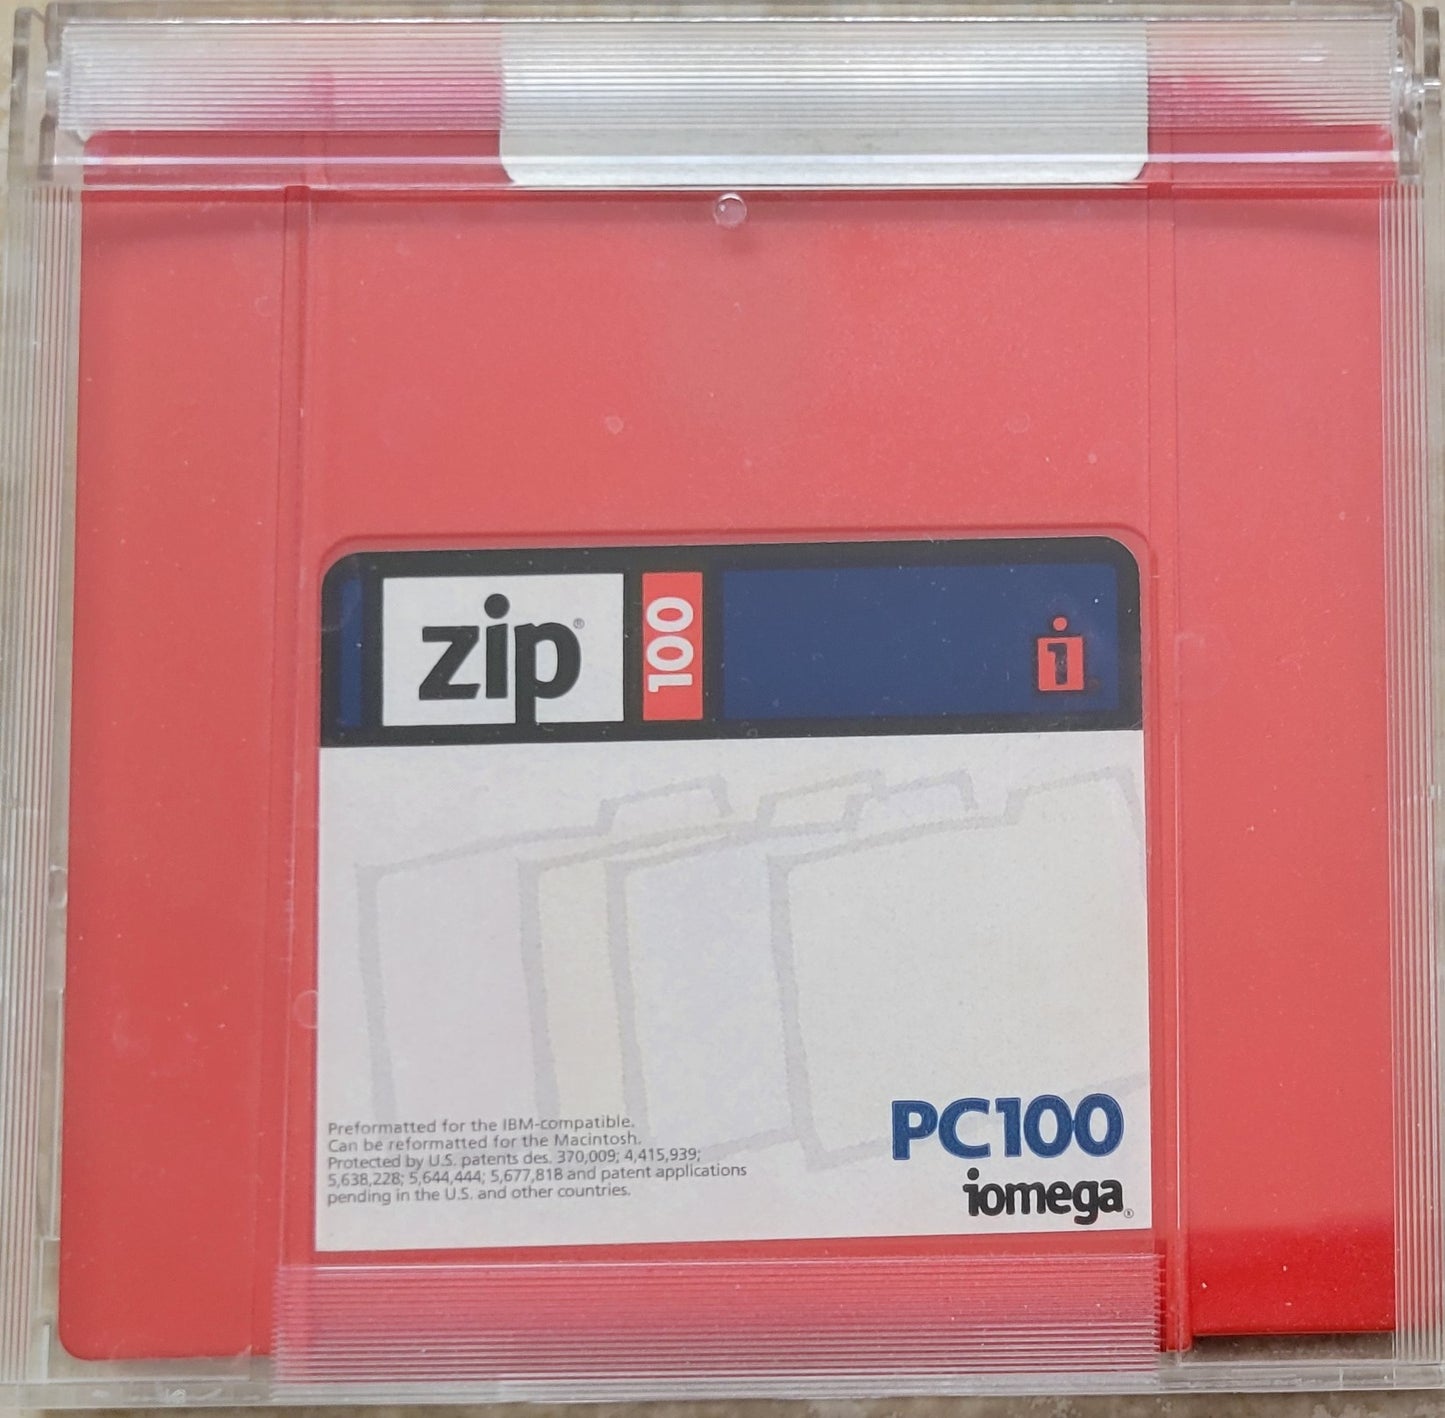 zip®
100
i
Preformatted for the IBM-compatible.
Can be reformatted for the Macintosh.
Protected by U.S. patents des. 370,009; 4,415,939;
5,638,228; 5,644,444; 5,677,818 and patent applications
pending in the U.S. and other countries.
PC100
iomega®